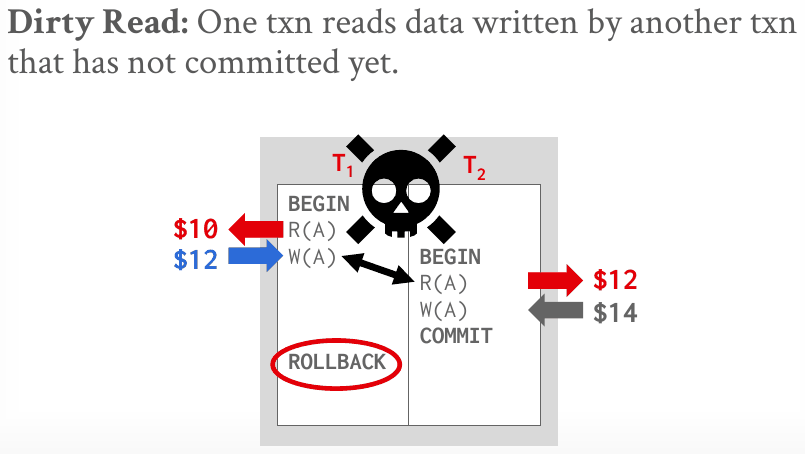 Dirty Read: One txn reads data written by another txn
that has not committed yet.
T1 T2
BEGIN
$10 R(A)
$12 W(A)
BEGIN
R(A) $12
W(A) $14
COMMIT
ROLLBACK